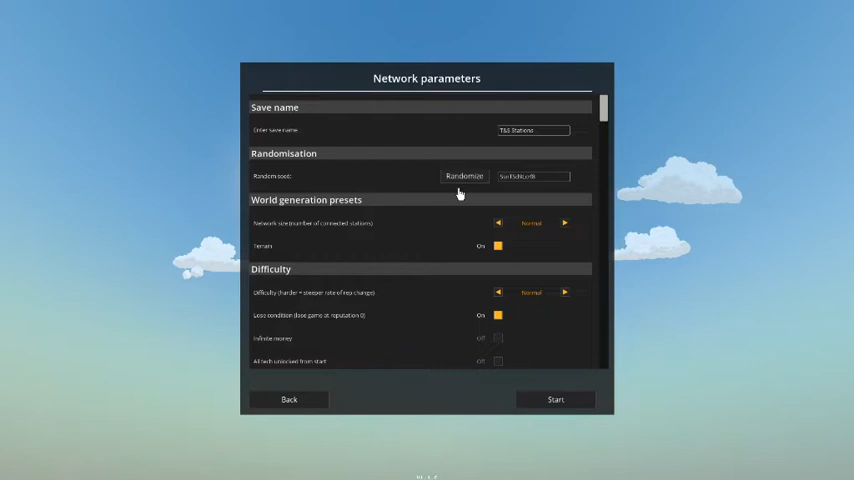 Network parameters
Save name
Enter save name T&S Stations
Randomisation
Random seed: Randomize
World generation presets
Network size (number of connected stations) Normal
Terrain On
Difficulty
Difficulty (harder = steeper rate of rep change) Normal
Lose condition (lose game at reputation 0) On
Infinite money Off
All tech unlocked from start Off
Back Start